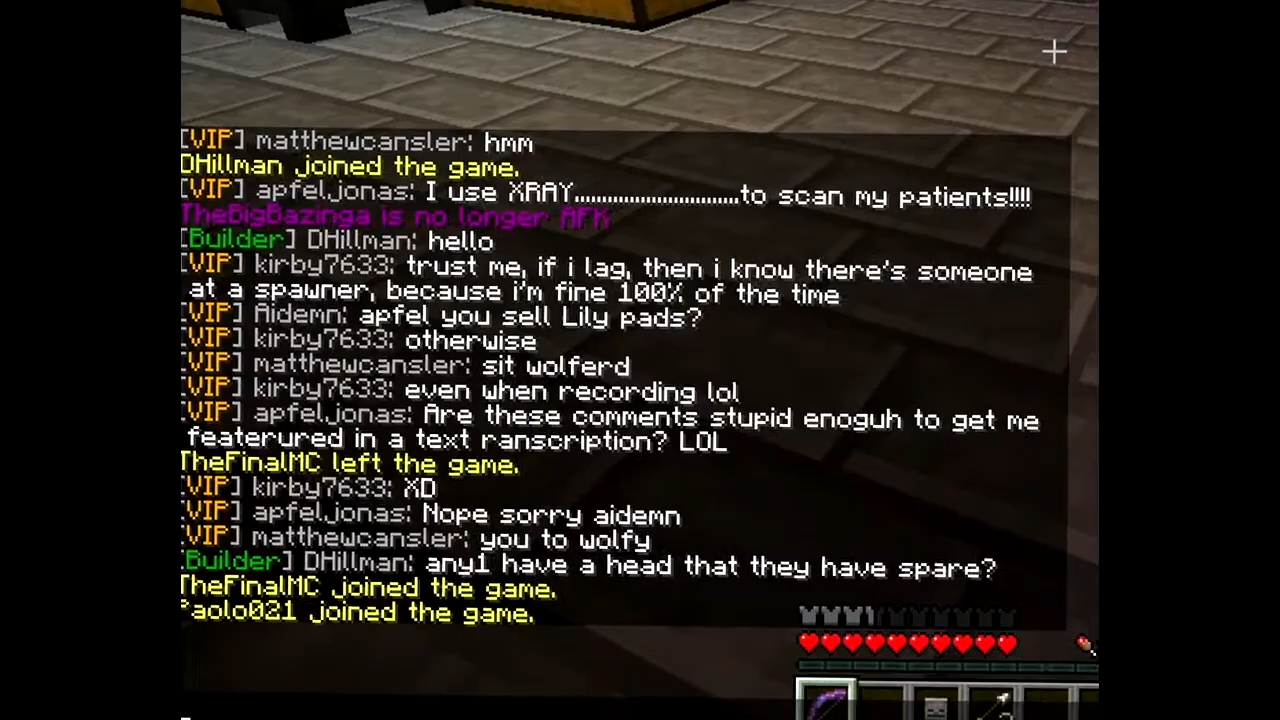 [VIP] matthewcansler: hmm
DHillman joined the game.
[VIP] apfeljonas: I use XRAY..............................to scan my patients!!!!
TheBigBazinga is no longer AFK
[Builder] DHillman: hello
[VIP] kirby7633: trust me, if i lag, then i know there's someone
at a spawner, because i'm fine 100% of the time
[VIP] Aidemn: apfel you sell Lily pads?
[VIP] kirby7633: otherwise
[VIP] matthewcansler: sit wolferd
[VIP] kirby7633: even when recording lol
[VIP] apfeljonas: Are these comments stupid enoguh to get me
featerured in a text ranscription? LOL
TheFinalMC left the game.
[VIP] kirby7633: XD
[VIP] apfeljonas: Nope sorry aidemn
[VIP] matthewcansler: you to wolfy
[Builder] DHillman: any1 have a head that they have spare?
TheFinalMC joined the game.
Paolo021 joined the game.